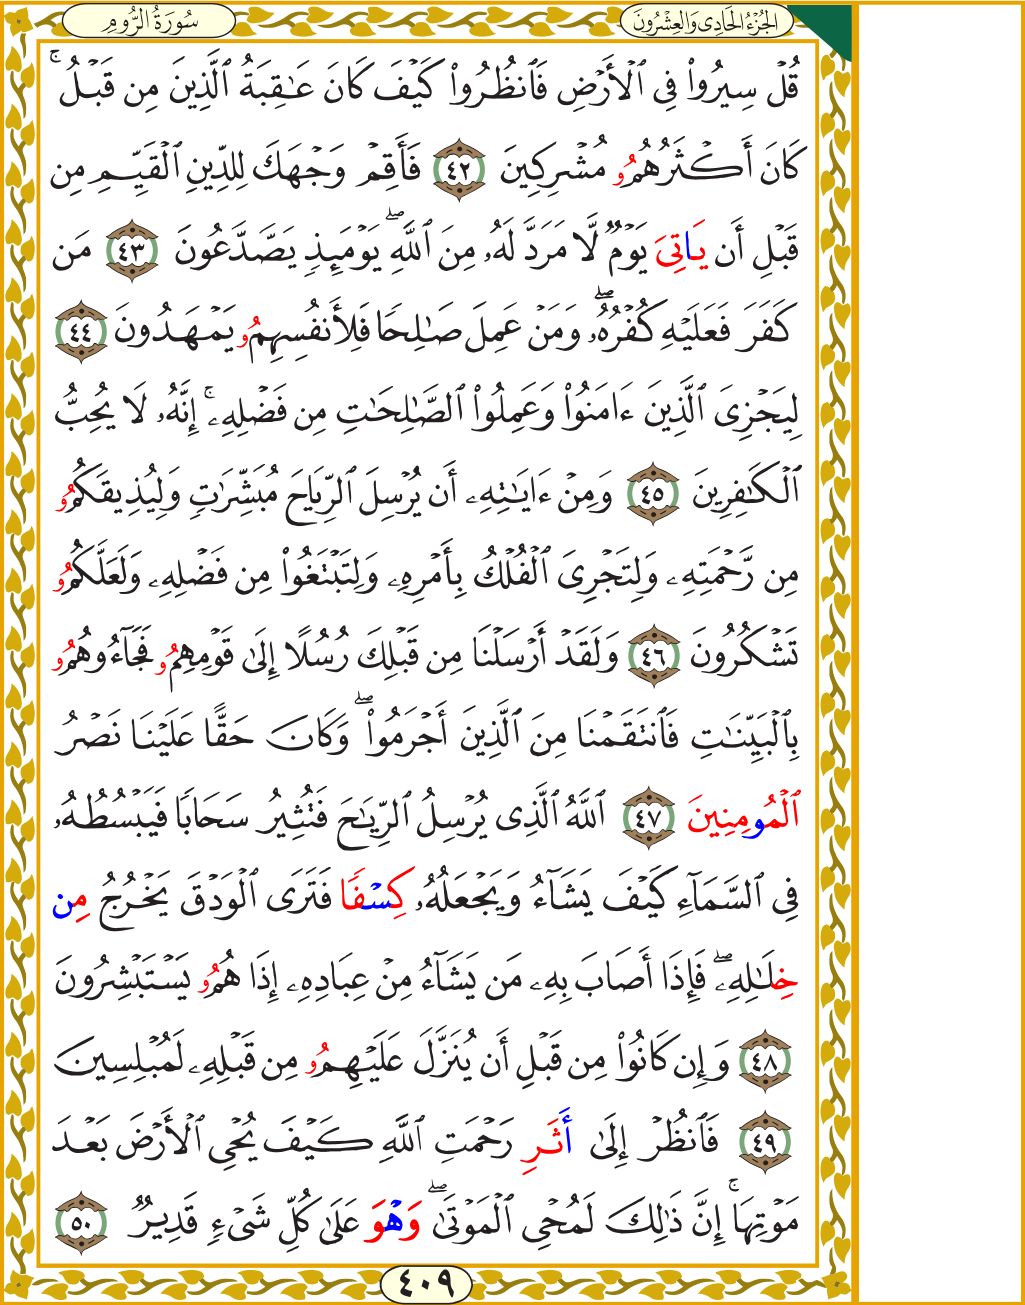 الجُزْءُ الحَادِى وَالعِشْرُونَ
سُورَةُ الرُّومِ
قُلْ سِيرُوا۟ فِى ٱلْأَرْضِ فَٱنظُرُوا۟ كَيْفَ كَانَ عَـٰقِبَةُ ٱلَّذِينَ مِن قَبْلُ ۚ
كَانَ أَكْثَرُهُمُۥ مُشْرِكِينَ ٤٢ فَأَقِمْ وَجْهَكَ لِلدِّينِ ٱلْقَيِّمِ مِن
قَبْلِ أَن يَاتِىَ يَوْمٌ لَّا مَرَدَّ لَهُۥ مِنَ ٱللَّهِ ۖ يَوْمَئِذٍ يَصَّدَّعُونَ ٤٣ مَن
كَفَرَ فَعَلَيْهِ كُفْرُهُۥ ۖ وَمَنْ عَمِلَ صَـٰلِحًا فَلِأَنفُسِهِمُۥ يَمْهَدُونَ ٤٤
لِيَجْزِىَ ٱلَّذِينَ ءَامَنُوا۟ وَعَمِلُوا۟ ٱلصَّـٰلِحَـٰتِ مِن فَضْلِهِۦ ۚ إِنَّهُۥ لَا يُحِبُّ
ٱلْكَـٰفِرِينَ ٤٥ وَمِنْ ءَايَـٰتِهِۦ أَن يُرْسِلَ ٱلرِّيَاحَ مُبَشِّرَٰتٍ وَلِيُذِيقَكُمُۥ
مِن رَّحْمَتِهِۦ وَلِتَجْرِىَ ٱلْفُلْكُ بِأَمْرِهِۦ وَلِتَبْتَغُوا۟ مِن فَضْلِهِۦ وَلَعَلَّكُمُۥ
تَشْكُرُونَ ٤٦ وَلَقَدْ أَرْسَلْنَا مِن قَبْلِكَ رُسُلًا إِلَىٰ قَوْمِهِمُۥ فَجَآءُوهُمُۥ
بِٱلْبَيِّنَـٰتِ فَٱنتَقَمْنَا مِنَ ٱلَّذِينَ أَجْرَمُوا۟ ۖ وَكَانَ حَقًّا عَلَيْنَا نَصْرُ
ٱلْمُومِنِينَ ٤٧ ٱللَّهُ ٱلَّذِى يُرْسِلُ ٱلرِّيَـٰحَ فَتُثِيرُ سَحَابًا فَيَبْسُطُهُۥ
فِى ٱلسَّمَآءِ كَيْفَ يَشَآءُ وَيَجْعَلُهُۥ كِسْفًا فَتَرَى ٱلْوَدْقَ يَخْرُجُ مِن
خِلَـٰلِهِۦ ۖ فَإِذَا أَصَابَ بِهِۦ مَن يَشَآءُ مِنْ عِبَادِهِۦ إِذَا هُمُۥ يَسْتَبْشِرُونَ
٤٨ وَإِن كَانُوا۟ مِن قَبْلِ أَن يُنَزَّلَ عَلَيْهِمُۥ مِن قَبْلِهِۦ لَمُبْلِسِينَ
٤٩ فَٱنظُرْ إِلَىٰ أَثَرِ رَحْمَتِ ٱللَّهِ كَيْفَ يُحْىِ ٱلْأَرْضَ بَعْدَ
مَوْتِهَا ۚ إِنَّ ذَٰلِكَ لَمُحْىِ ٱلْمَوْتَىٰ ۖ وَهْوَ عَلَىٰ كُلِّ شَىْءٍ قَدِيرٌ ٥٠
٤٠٩